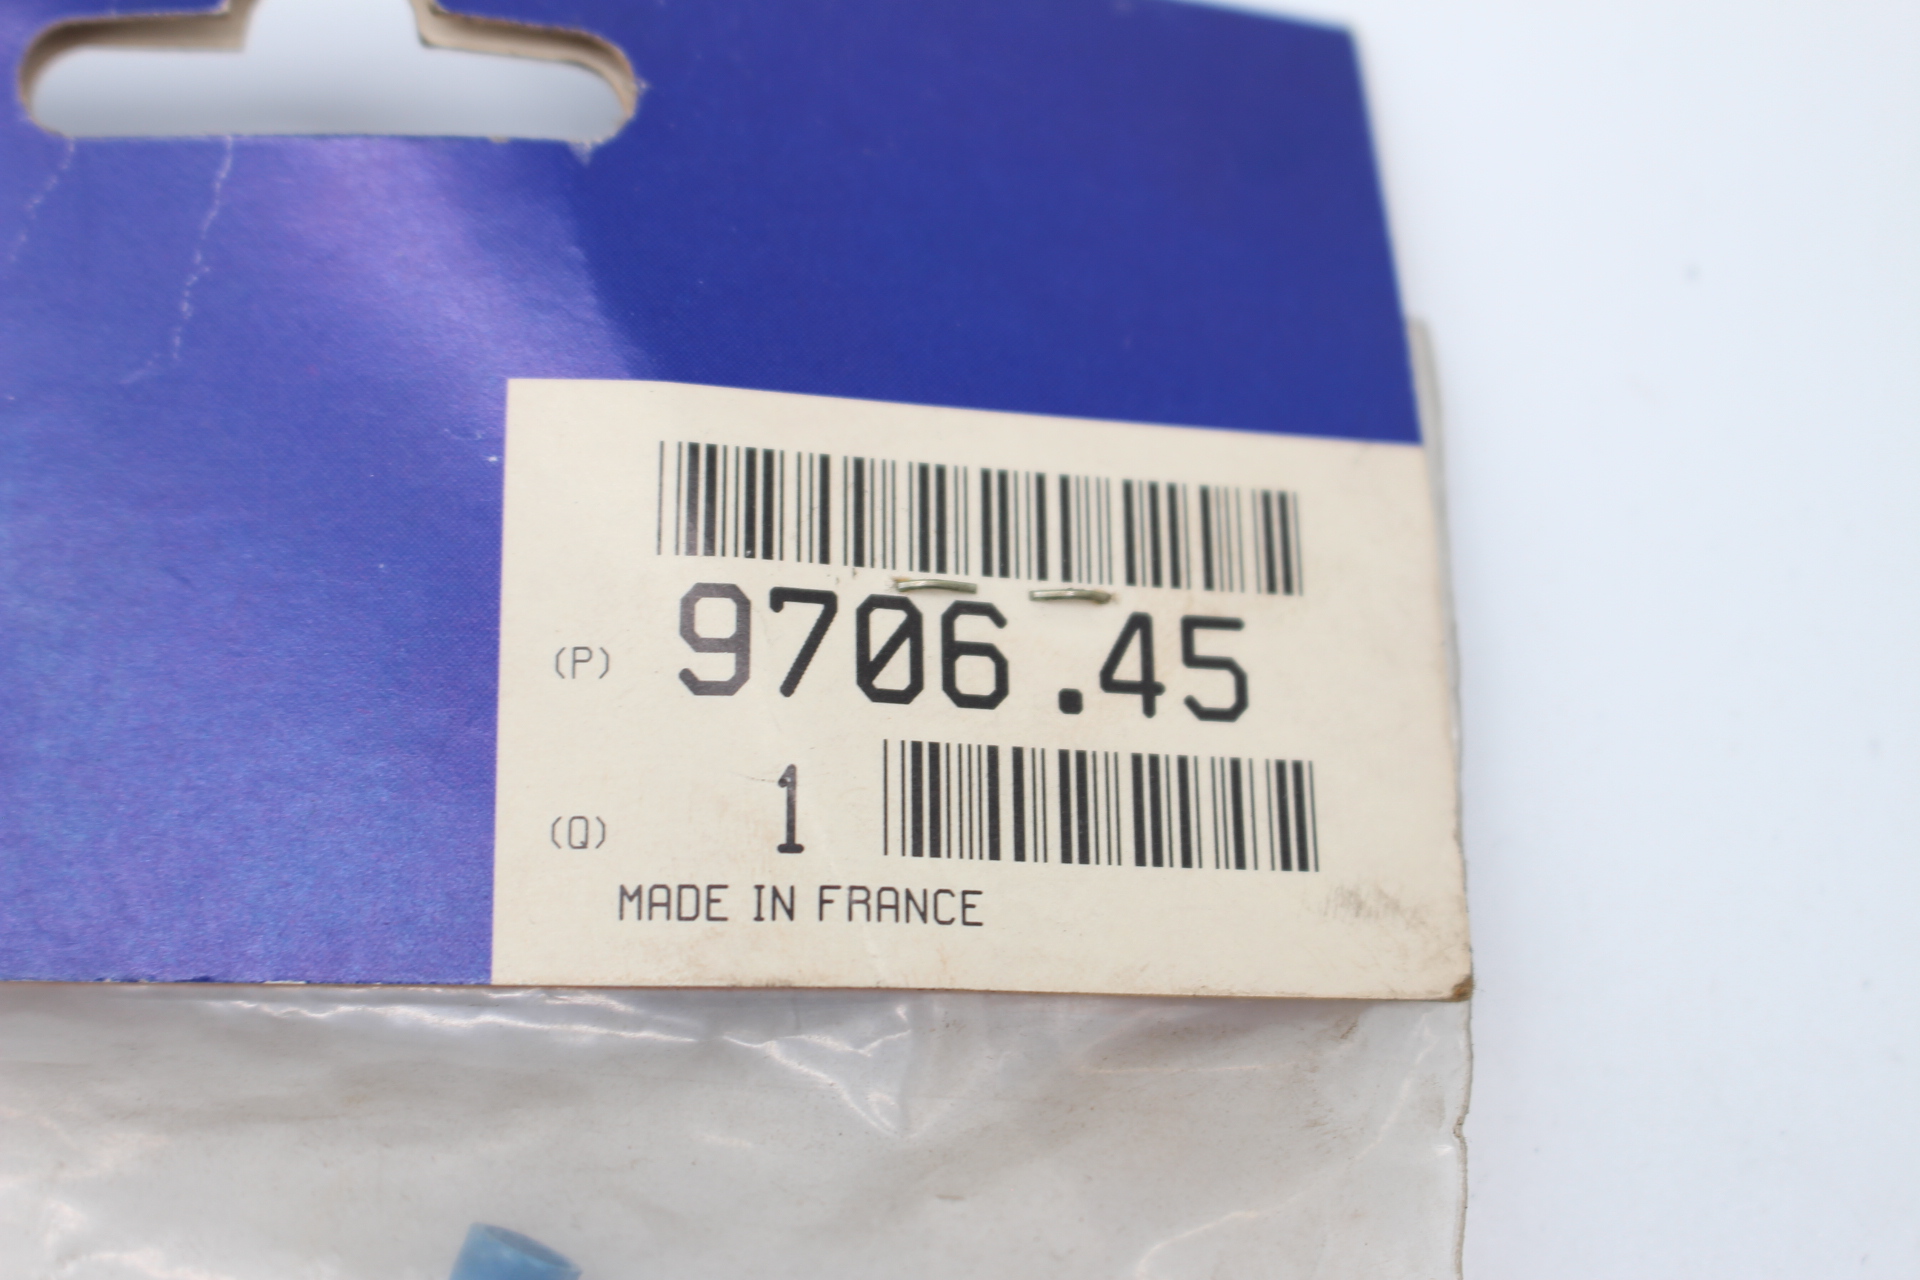 (P) 9706.45
(Q) 1
MADE IN FRANCE